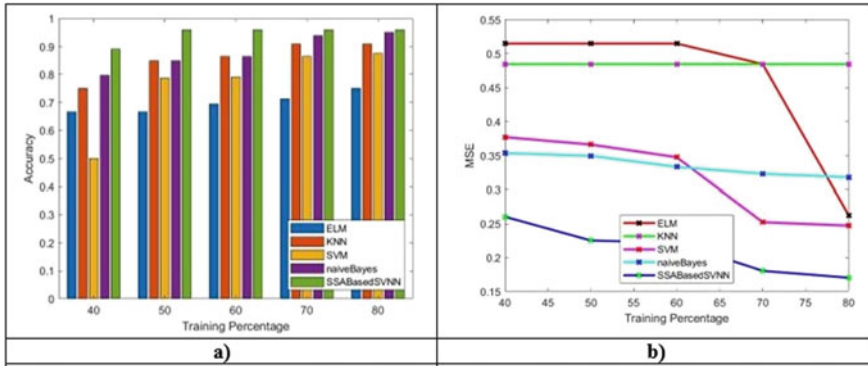 1
0.9
0.8
0.7
0.6
0.5
0.4
0.3
0.2
0.1
0
Accuracy
ELM
KNN
SVM
naiveBayes
SSABasedSVNN
40 50 60 70 80
Training Percentage
a)
0.55
0.5
0.45
0.4
0.35
0.3
0.25
0.2
0.15
MSE
ELM
KNN
SVM
naiveBayes
SSABasedSVNN
40 45 50 55 60 65 70 75 80
Training Percentage
b)